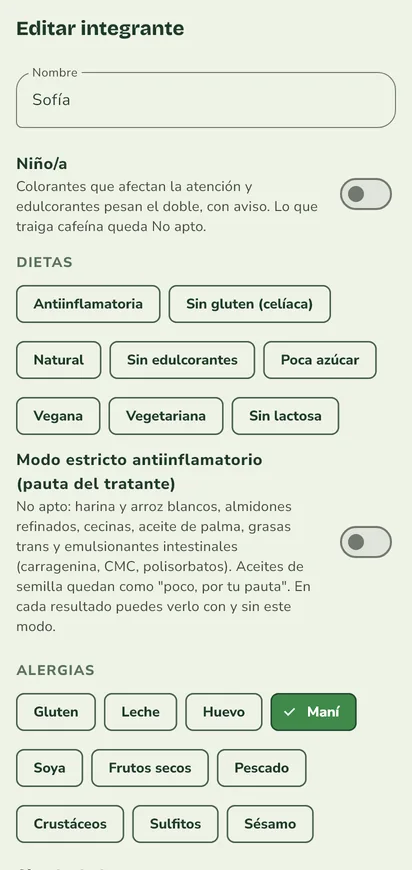 Editar integrante
Nombre
Sofía
Niño/a
Colorantes que afectan la atención y
edulcorantes pesan el doble, con aviso. Lo que
traiga cafeína queda No apto.
DIETAS
Antiinflamatoria
Sin gluten (celíaca)
Natural
Sin edulcorantes
Poca azúcar
Vegana
Vegetariana
Sin lactosa
Modo estricto antiinflamatorio
(pauta del tratante)
No apto: harina y arroz blancos, almidones
refinados, cecinas, aceite de palma, grasas
trans y emulsionantes intestinales
(carragenina, CMC, polisorbatos). Aceites de
semilla quedan como "poco, por tu pauta". En
cada resultado puedes verlo con y sin este
modo.
ALERGIAS
Gluten
Leche
Huevo
Maní
Soya
Frutos secos
Pescado
Crustáceos
Sulfitos
Sésamo